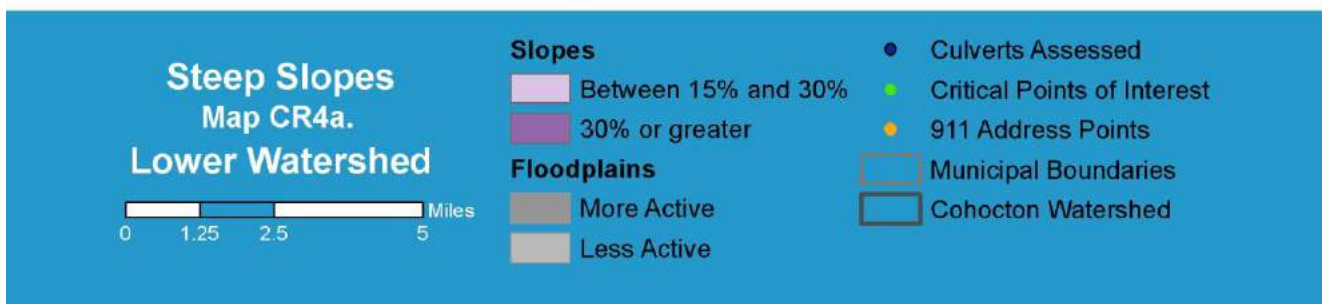 Steep Slopes
Map CR4a.
Lower Watershed
Miles
0 1.25 2.5 5
Slopes
Between 15% and 30%
30% or greater
Floodplains
More Active
Less Active
Culverts Assessed
Critical Points of Interest
911 Address Points
Municipal Boundaries
Cohocton Watershed